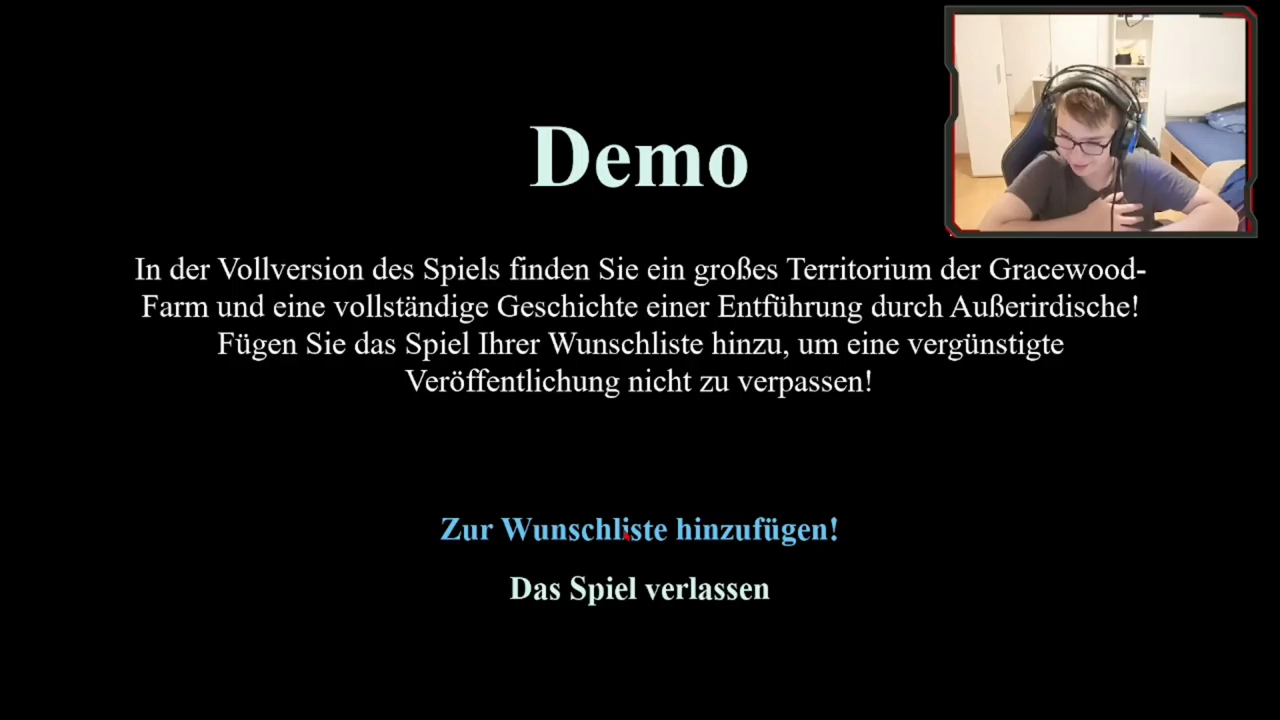 Demo
In der Vollversion des Spiels finden Sie ein großes Territorium der Gracewood-
Farm und eine vollständige Geschichte einer Entführung durch Außerirdische!
Fügen Sie das Spiel Ihrer Wunschliste hinzu, um eine vergünstigte
Veröffentlichung nicht zu verpassen!
Zur Wunschliste hinzufügen!
Das Spiel verlassen